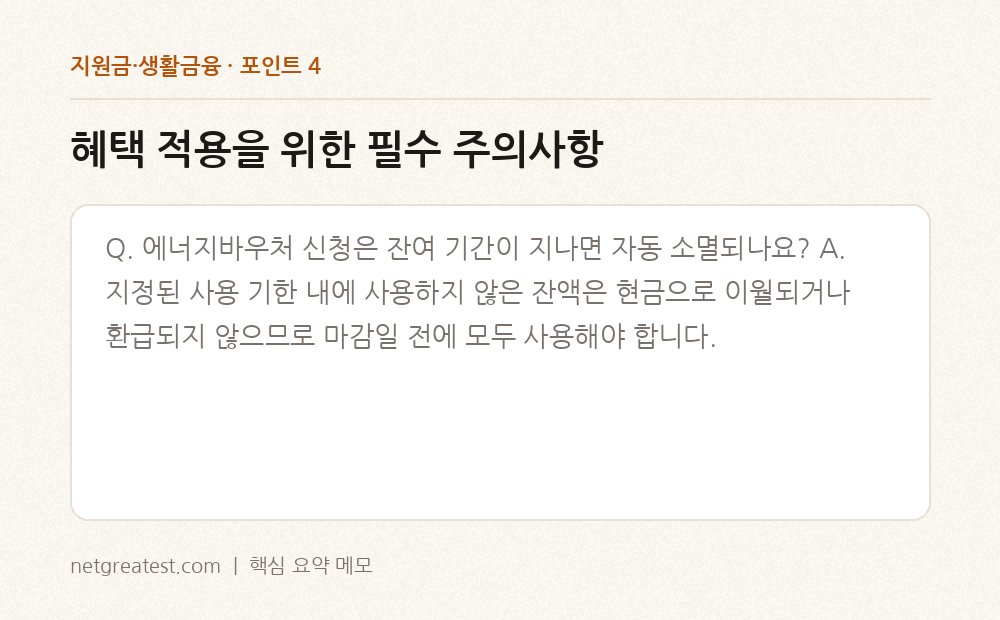 지원금·생활금융 · 포인트 4
혜택 적용을 위한 필수 주의사항
Q. 에너지바우처 신청은 잔여 기간이 지나면 자동 소멸되나요? A.
지정된 사용 기한 내에 사용하지 않은 잔액은 현금으로 이월되거나
환급되지 않으므로 마감일 전에 모두 사용해야 합니다.
netgreatest.com | 핵심 요약 메모